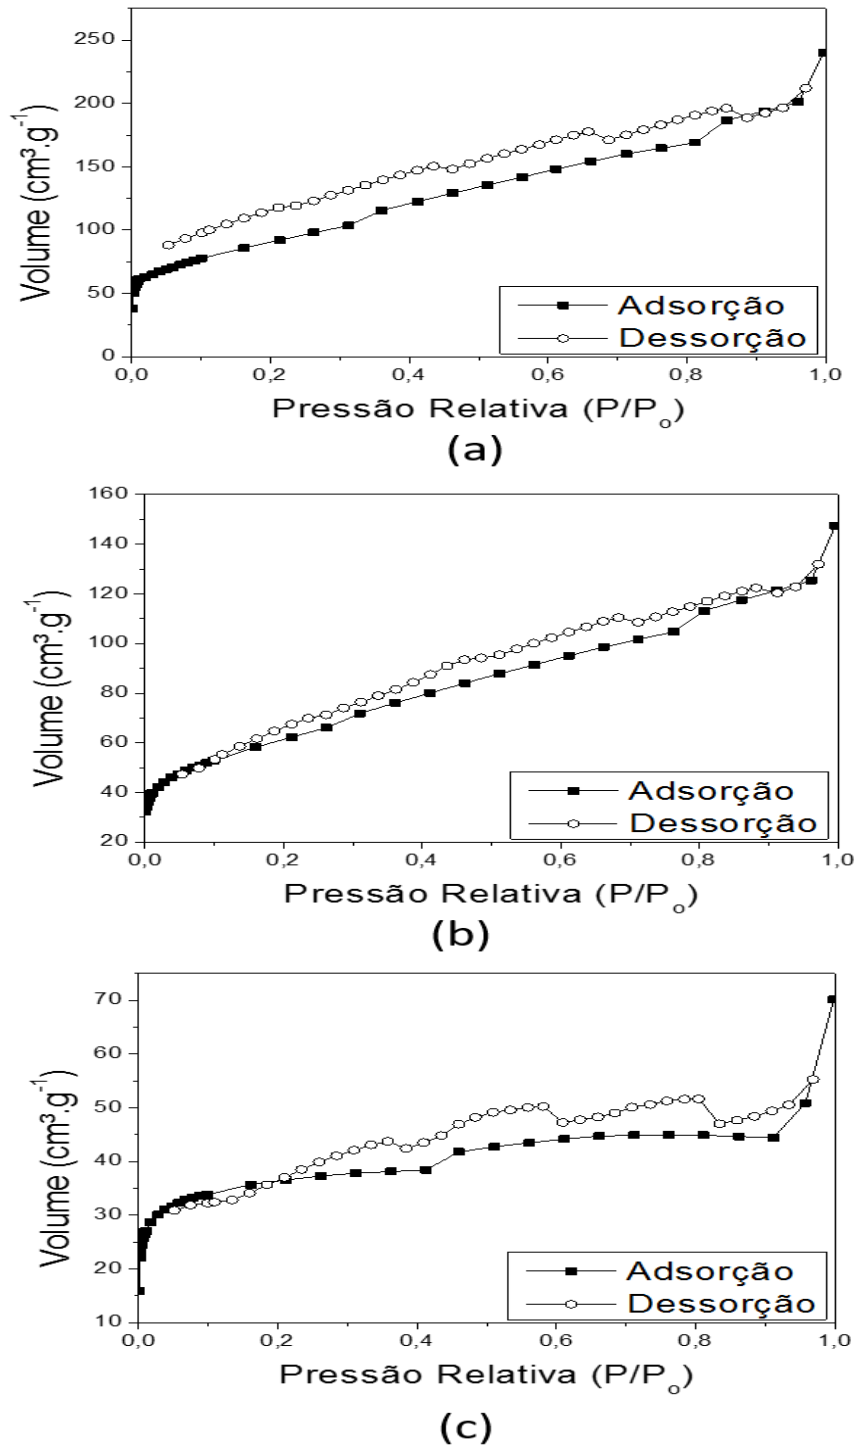 250
200
150
100
50
0
Volume (cm³.g⁻¹)
Adsorção
Dessorção
0,0 0,2 0,4 0,6 0,8 1,0
Pressão Relativa (P/Pₒ)
(a)
160
140
120
100
80
60
40
20
Volume (cm³.g⁻¹)
Adsorção
Dessorção
0,0 0,2 0,4 0,6 0,8 1,0
Pressão Relativa (P/Pₒ)
(b)
70
60
50
40
30
20
10
Volume (cm³.g⁻¹)
Adsorção
Dessorção
0,0 0,2 0,4 0,6 0,8 1,0
Pressão Relativa (P/Pₒ)
(c)